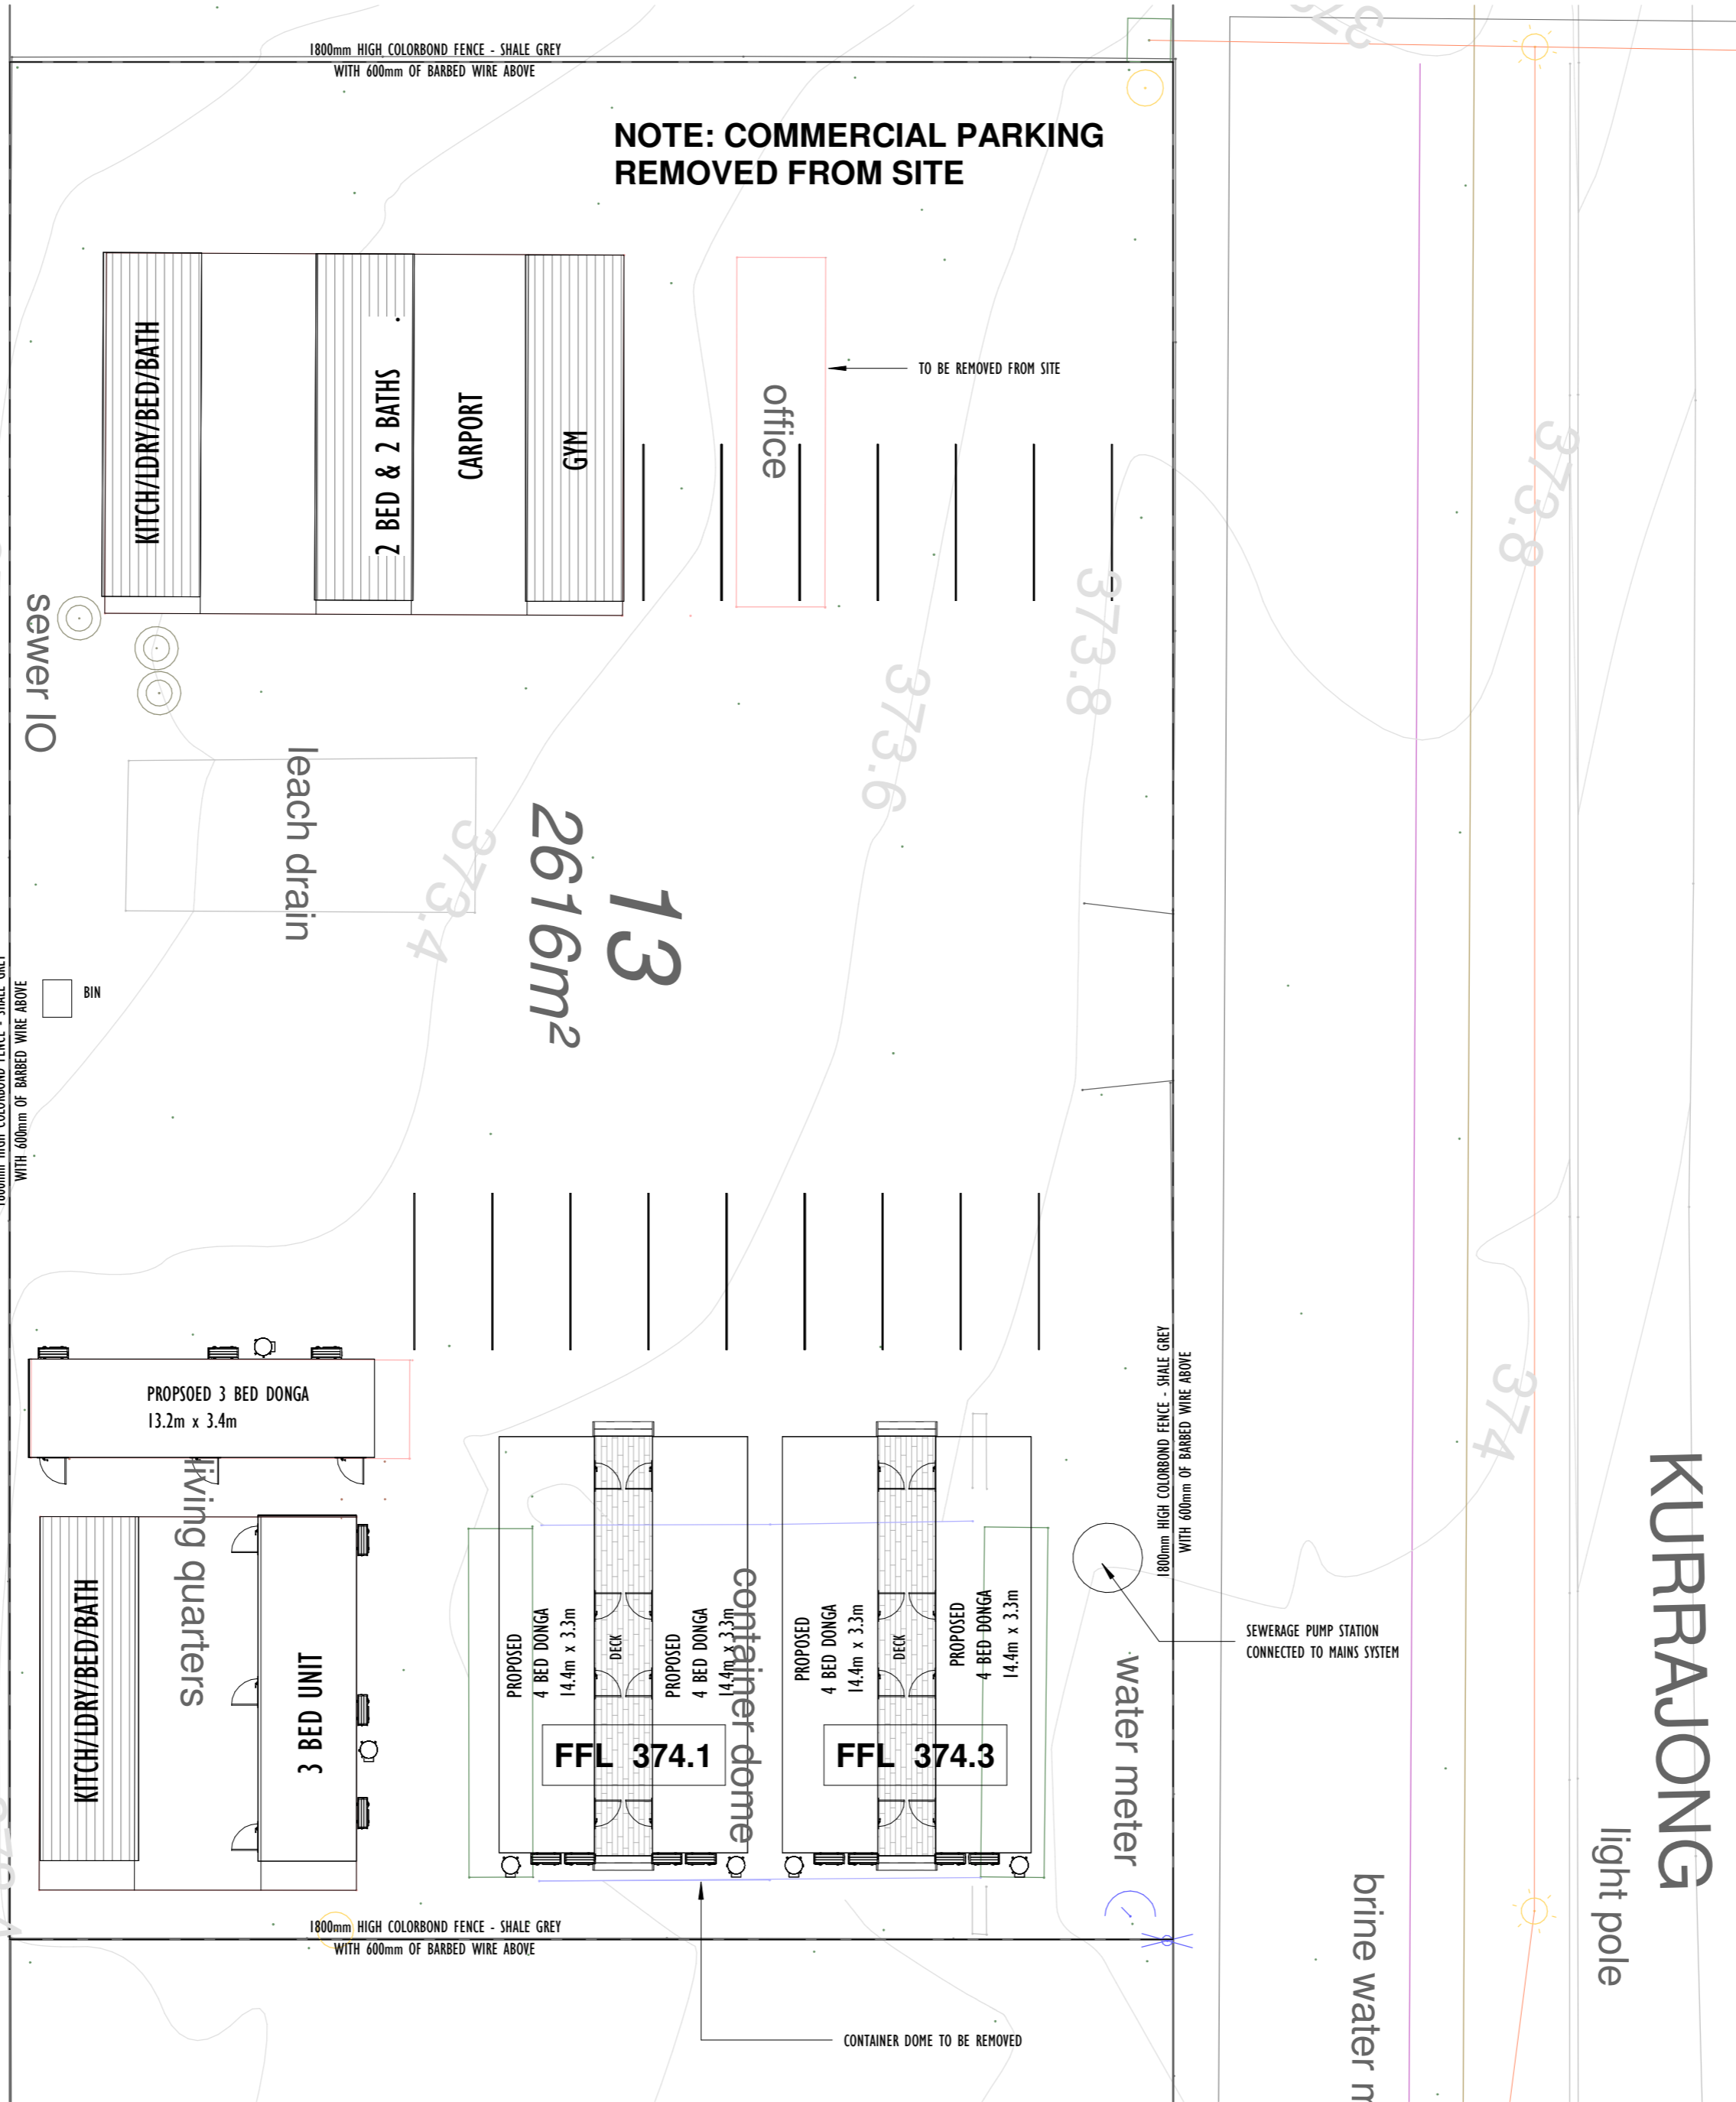 1800mm HIGH COLORBOND FENCE - SHALE GREY
WITH 600mm OF BARBED WIRE ABOVE
NOTE: COMMERCIAL PARKING
REMOVED FROM SITE
KITCH/LDRY/BED/BATH
2 BED & 2 BATHS
CARPORT
GYM
office
TO BE REMOVED FROM SITE
373.8
373.8
373.6
373.4
sewer IO
leach drain
13
2616m²
BIN
1800mm HIGH COLORBOND FENCE - SHALE GREY
WITH 600mm OF BARBED WIRE ABOVE
PROPSOED 3 BED DONGA
13.2m x 3.4m
living quarters
KITCH/LDRY/BED/BATH
3 BED UNIT
PROPOSED
4 BED DONGA
14.4m x 3.3m
DECK
PROPOSED
4 BED DONGA
14.4m x 3.3m
container dome
FFL 374.1
PROPOSED
4 BED DONGA
14.4m x 3.3m
DECK
PROPOSED
4 BED DONGA
14.4m x 3.3m
FFL 374.3
water meter
1800mm HIGH COLORBOND FENCE - SHALE GREY
WITH 600mm OF BARBED WIRE ABOVE
SEWERAGE PUMP STATION
CONNECTED TO MAINS SYSTEM
374
KURRAJONG
light pole
brine water
1800mm HIGH COLORBOND FENCE - SHALE GREY
WITH 600mm OF BARBED WIRE ABOVE
CONTAINER DOME TO BE REMOVED